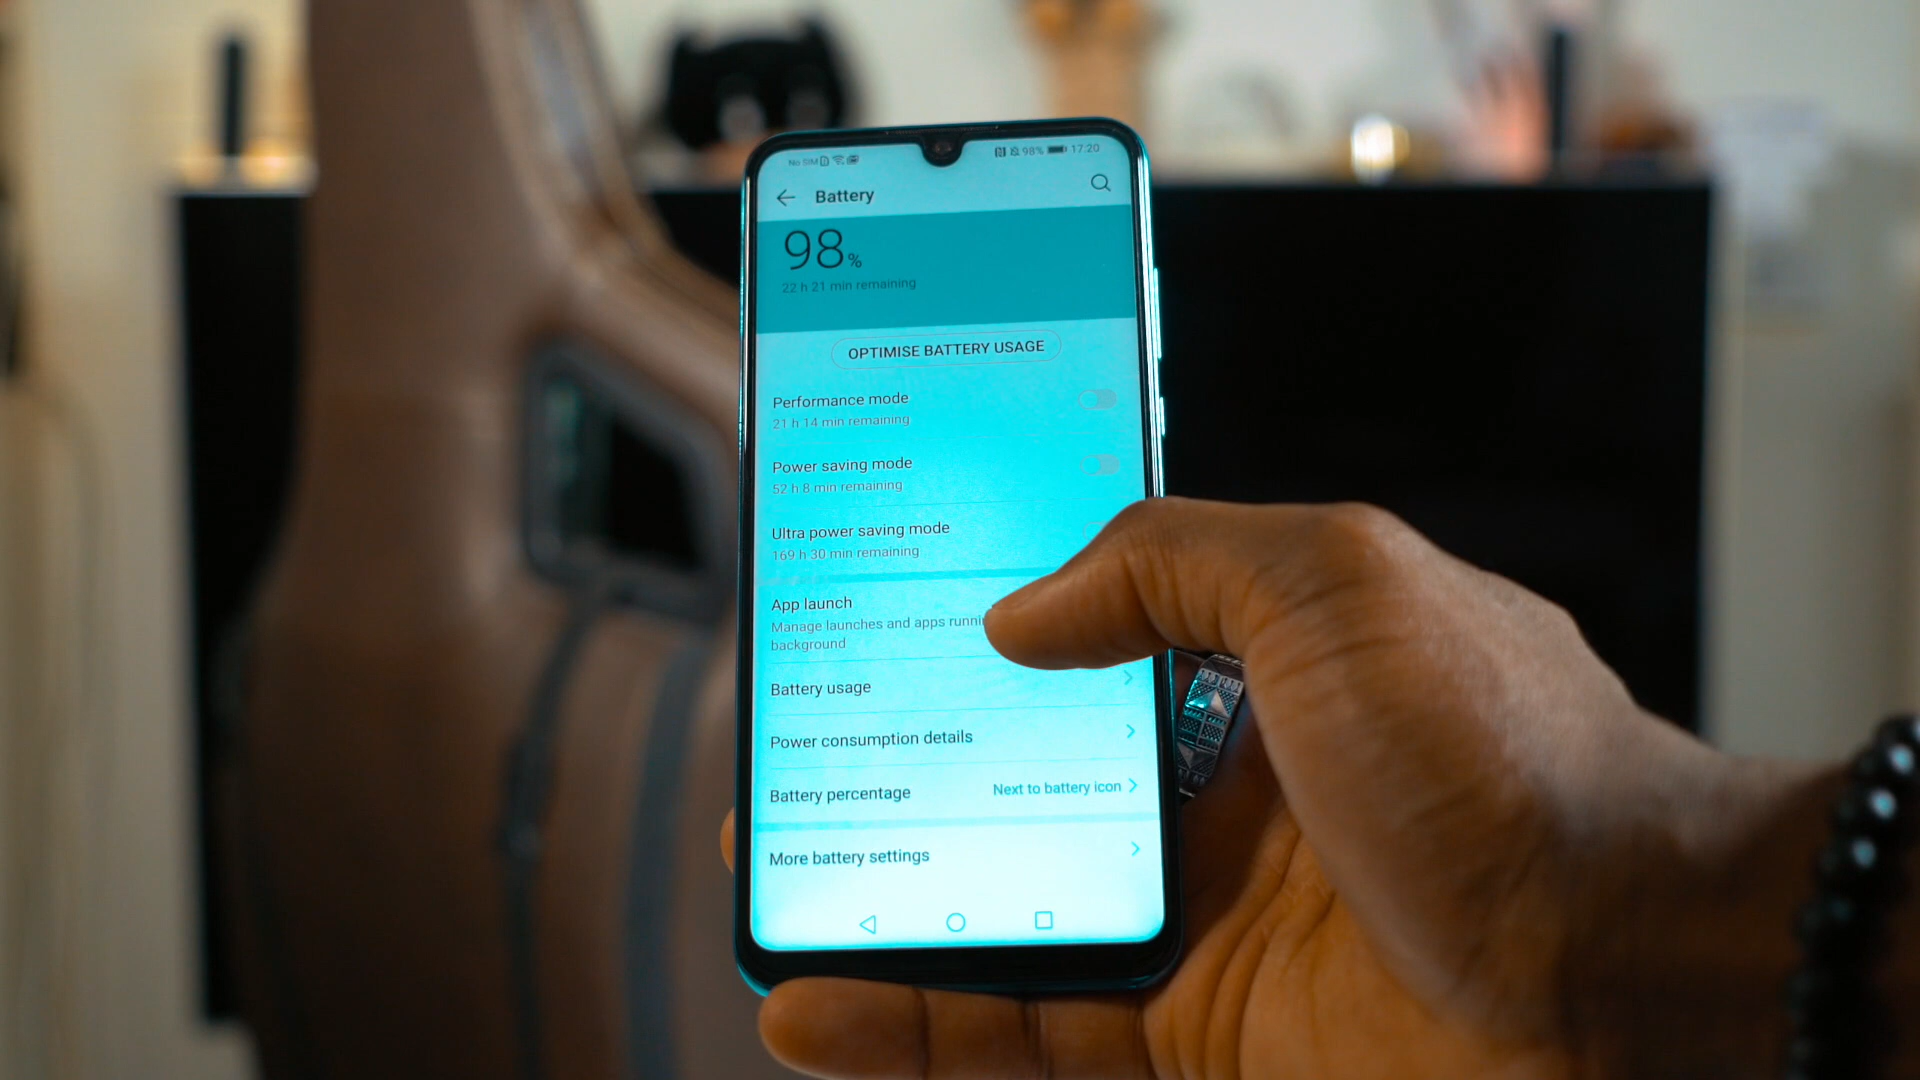 No SIM 98% 17:20
Battery
98%
22 h 21 min remaining
OPTIMISE BATTERY USAGE
Performance mode
21 h 14 min remaining
Power saving mode
52 h 8 min remaining
Ultra power saving mode
169 h 30 min remaining
App launch
Manage launches and apps
background
Battery usage
Power consumption details
Battery percentage Next to battery icon
More battery settings